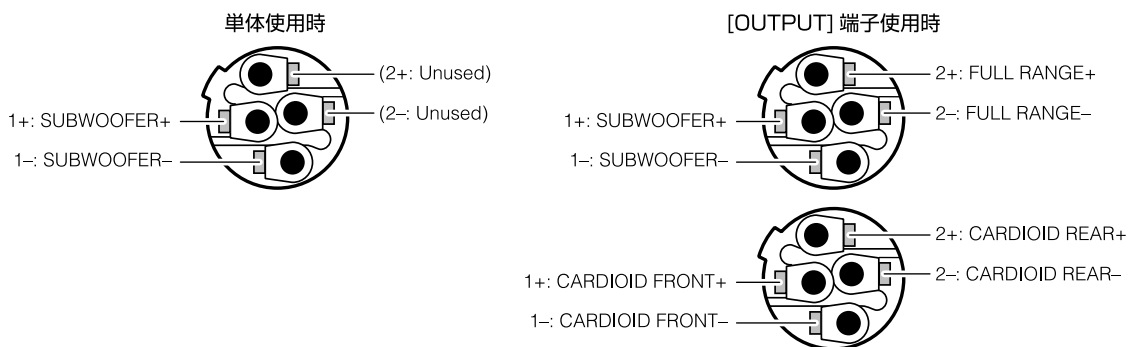 単体使用時
(2+: Unused)
(2–: Unused)
1+: SUBWOOFER+
1–: SUBWOOFER–
[OUTPUT] 端子使用時
2+: FULL RANGE+
2–: FULL RANGE–
1+: SUBWOOFER+
1–: SUBWOOFER–
2+: CARDIOID REAR+
2–: CARDIOID REAR–
1+: CARDIOID FRONT+
1–: CARDIOID FRONT–